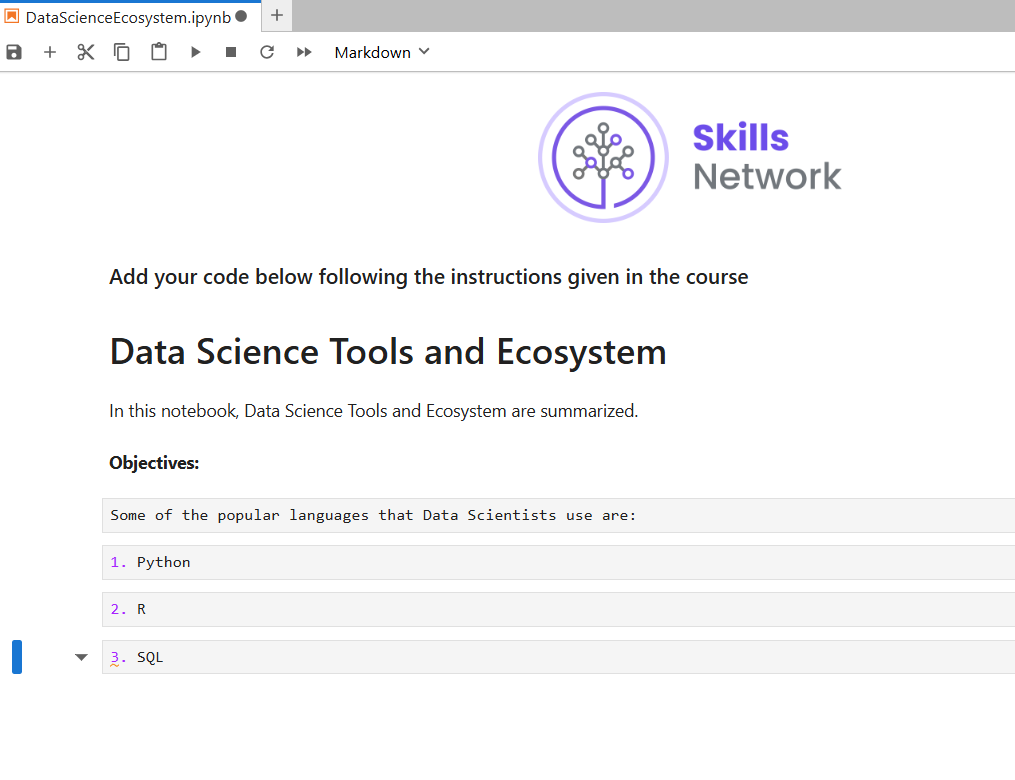 DataScienceEcosystem.ipynb
Markdown
Skills
Network
Add your code below following the instructions given in the course
Data Science Tools and Ecosystem
In this notebook, Data Science Tools and Ecosystem are summarized.
Objectives:
Some of the popular languages that Data Scientists use are:
1. Python
2. R
3. SQL